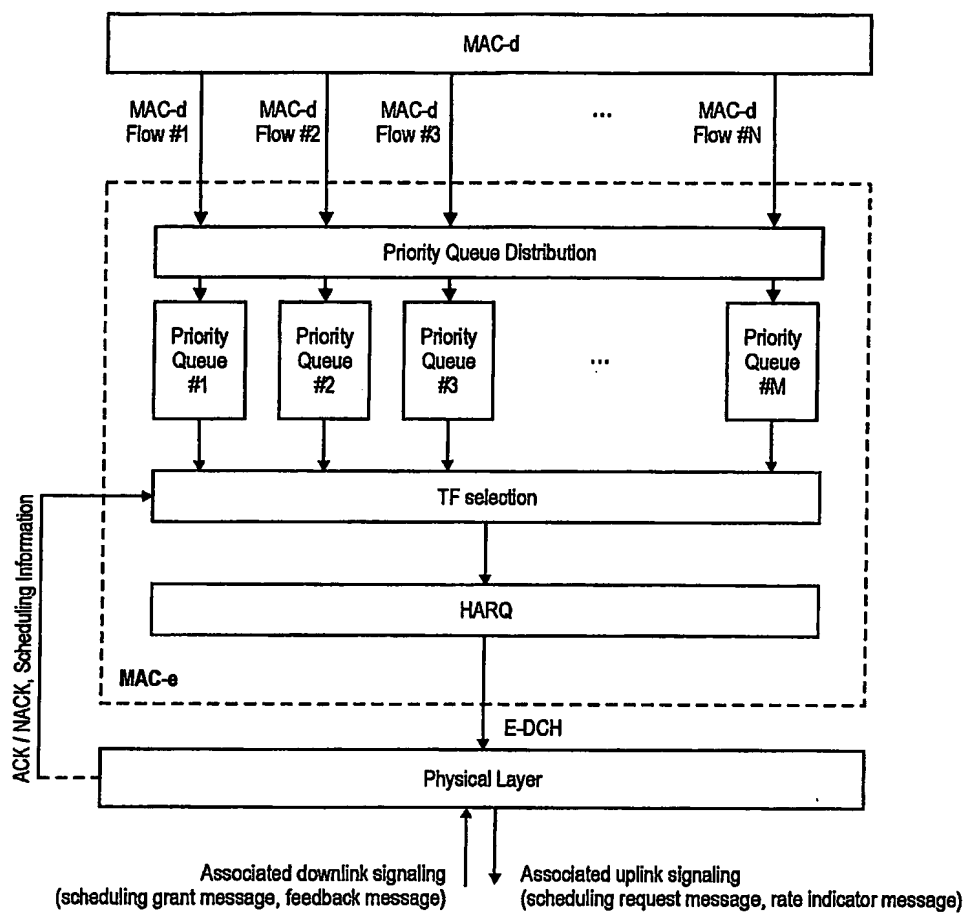 MAC-d
MAC-d
Flow #1
MAC-d
Flow #2
MAC-d
Flow #3
...
MAC-d
Flow #N
Priority Queue Distribution
Priority
Queue
#1
Priority
Queue
#2
Priority
Queue
#3
...
Priority
Queue
#M
TF selection
HARQ
MAC-e
ACK / NACK, Scheduling Information
E-DCH
Physical Layer
Associated downlink signaling
(scheduling grant message, feedback message)
Associated uplink signaling
(scheduling request message, rate indicator message)